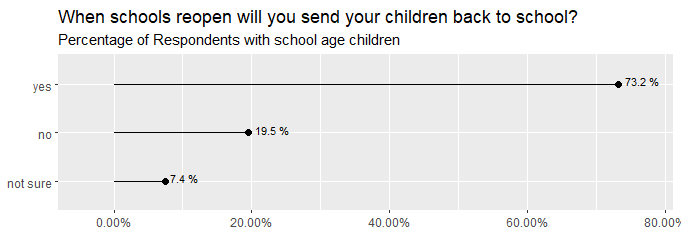 When schools reopen will you send your children back to school?
Percentage of Respondents with school age children
yes
73.2 %
no
19.5 %
not sure
7.4 %
0.00%
20.00%
40.00%
60.00%
80.00%